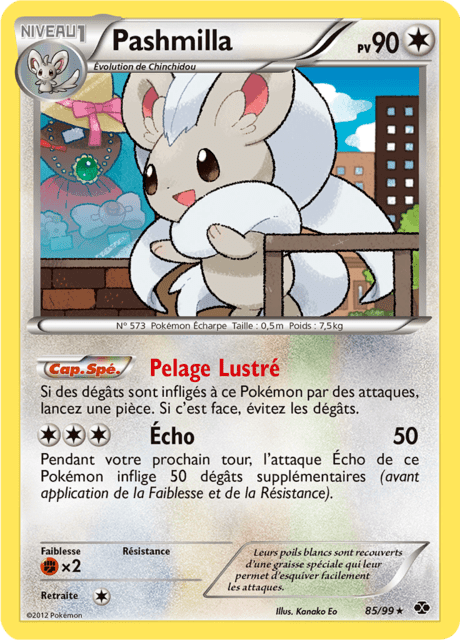 NIVEAU 1
Pashmilla
PV 90
Évolution de Chinchidou
N° 573 Pokémon Écharpe Taille : 0,5m Poids : 7,5kg
Cap. Spé. Pelage Lustré
Si des dégâts sont infligés à ce Pokémon par des attaques,
lancez une pièce. Si c'est face, évitez les dégâts.
Écho 50
Pendant votre prochain tour, l'attaque Écho de ce
Pokémon inflige 50 dégâts supplémentaires (avant
application de la Faiblesse et de la Résistance).
Faiblesse Résistance
×2
Retraite
Leurs poils blancs sont recouverts
d'une graisse spéciale qui leur
permet d'esquiver facilement
les attaques.
©2012 Pokémon
Illus. Kanako Eo
85/99 ★